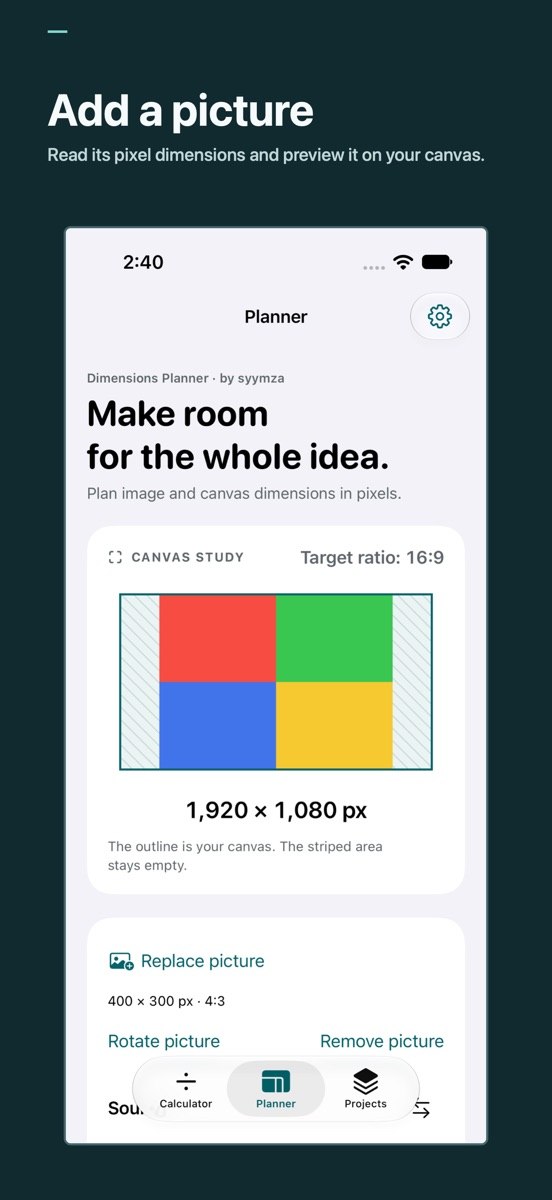 Add a picture
Read its pixel dimensions and preview it on your canvas.
2:40
Planner
Dimensions Planner · by syymza
Make room
for the whole idea.
Plan image and canvas dimensions in pixels.
CANVAS STUDY
Target ratio: 16:9
1,920 × 1,080 px
The outline is your canvas. The striped area
stays empty.
Replace picture
400 × 300 px · 4:3
Rotate picture
Remove picture
Calculator
Planner
Projects